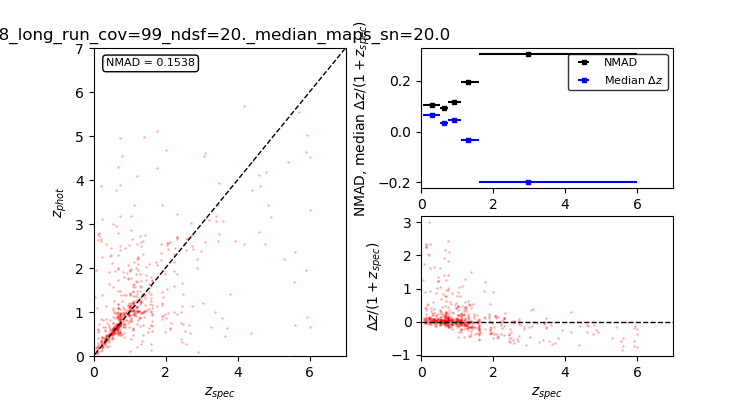 8_long_run_cov=99_ndsf=20._median_maps_sn=20.0
NMAD = 0.1538
7
6
5
4
3
2
1
0
0 2 4 6
z_phot
z_spec
NMAD
Median Δz
0.2
0.0
−0.2
0 2 4 6
NMAD, median Δz/(1 + z_spec)
3
2
1
0
−1
0 2 4 6
Δz/(1 + z_spec)
z_spec